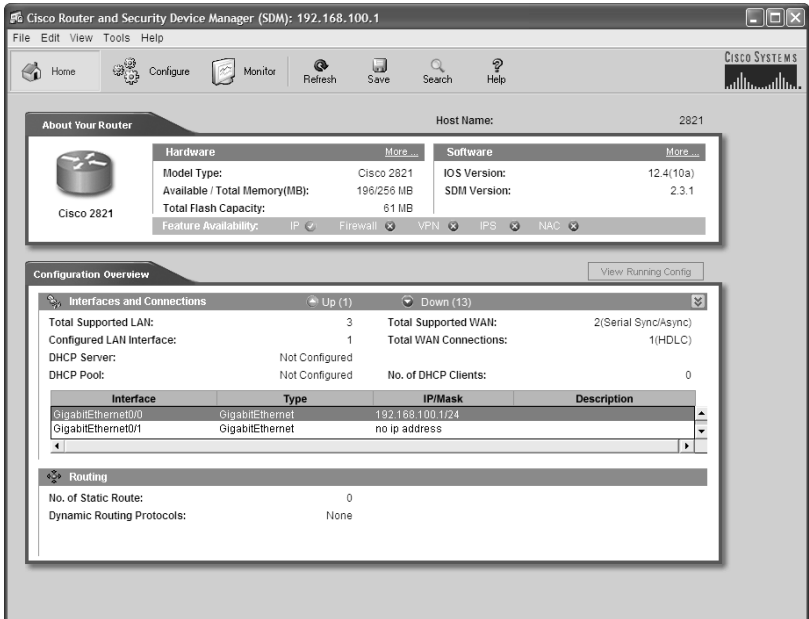 Cisco Router and Security Device Manager (SDM): 192.168.100.1
File Edit View Tools Help
Home Configure Monitor Refresh Save Search Help
CISCO SYSTEMS
About Your Router
Host Name: 2821
Hardware More ... Software More ...
Model Type: Cisco 2821 IOS Version: 12.4(10a)
Available / Total Memory(MB): 196/256 MB SDM Version: 2.3.1
Total Flash Capacity: 61 MB
Cisco 2821
Feature Availability: IP Firewall VPN IPS NAC
Configuration Overview View Running Config
Interfaces and Connections Up (1) Down (13)
Total Supported LAN: 3 Total Supported WAN: 2(Serial Sync/Async)
Configured LAN Interface: 1 Total WAN Connections: 1(HDLC)
DHCP Server: Not Configured
DHCP Pool: Not Configured No. of DHCP Clients: 0
Interface Type IP/Mask Description
GigabitEthernet0/0 GigabitEthernet 192.168.100.1/24
GigabitEthernet0/1 GigabitEthernet no ip address
Routing
No. of Static Route: 0
Dynamic Routing Protocols: None